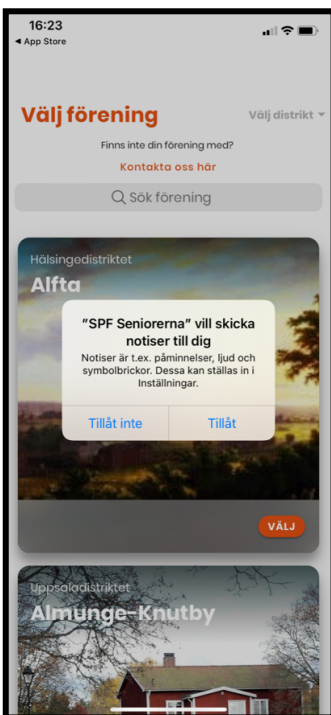 16:23
◀ App Store
Välj förening
Välj distrikt
Finns inte din förening med?
Kontakta oss här
Sök förening
Hälsingedistriktet
Alfta
”SPF Seniorerna” vill skicka
notiser till dig
Notiser är t.ex. påminnelser, ljud och
symbolbrickor. Dessa kan ställas in i
Inställningar.
Tillåt inte
Tillåt
VÄLJ
Uppsaladistriktet
Almunge-Knutby